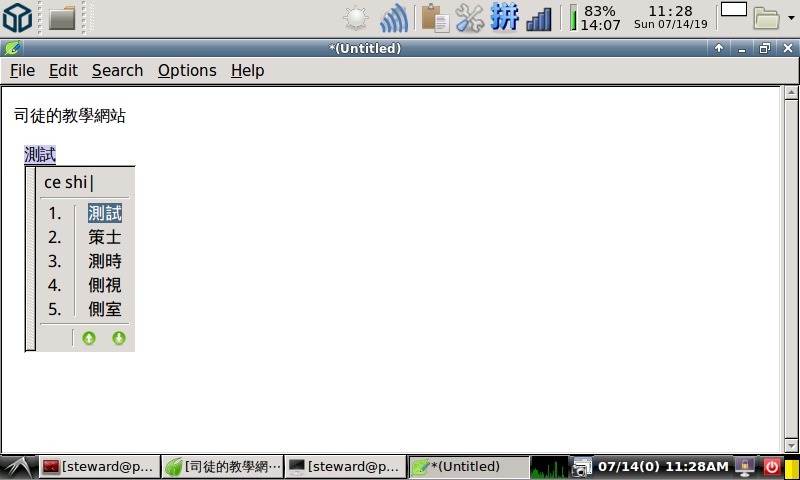 拼
83%
14:07
11:28
Sun 07/14/19
*(Untitled)
File Edit Search Options Help
司徒的教學網站
測試
ce shi|
1. 測試
2. 策士
3. 測時
4. 側視
5. 側室
[steward@p...
[司徒的教學網...
[steward@p...
*(Untitled)
07/14(0) 11:28AM